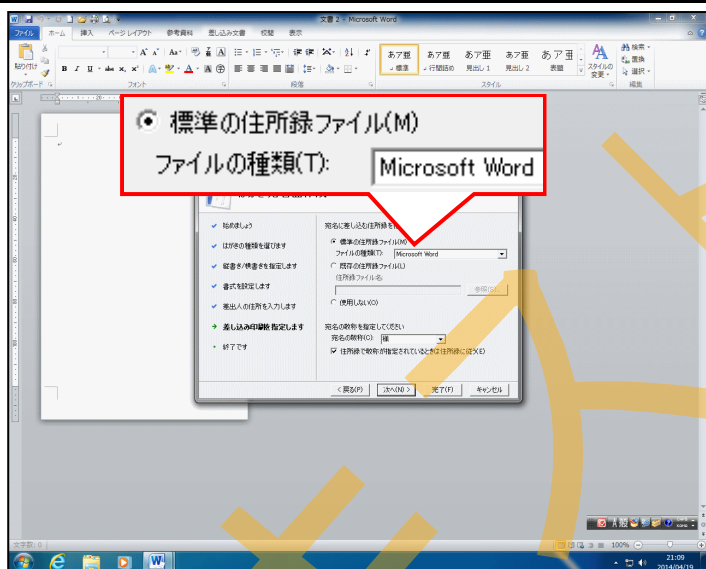 文書 2 - Microsoft Word
ファイル ホーム 挿入 ページ レイアウト 参考資料 差し込み文書 校閲 表示
貼り付け
あア亜 あア亜 あア亜 あア亜 あア亜
標準 行間詰め 見出し 1 見出し 2 表題
スタイルの
変更
検索
置換
選択
クリップボード フォント 段落 スタイル 編集
標準の住所録ファイル(M)
ファイルの種類(T): Microsoft Word
始めましょう
はがきの種類を選びます
縦書き/横書きを指定します
書式を設定します
差出人の住所を入力します
差し込み印刷を指定します
終了です
標準の住所録ファイル(M)
ファイルの種類(T): Microsoft Word
既存の住所録ファイル(L)
住所録ファイル名:
参照(R)...
使用しない(O)
宛名の敬称を指定してください
宛名の敬称(C): 様
住所録で敬称が指定されているときは住所録に従う(E)
< 戻る(P) 次へ(N) > 完了(F) キャンセル
文字数: 0
100%
21:09
2014/04/19